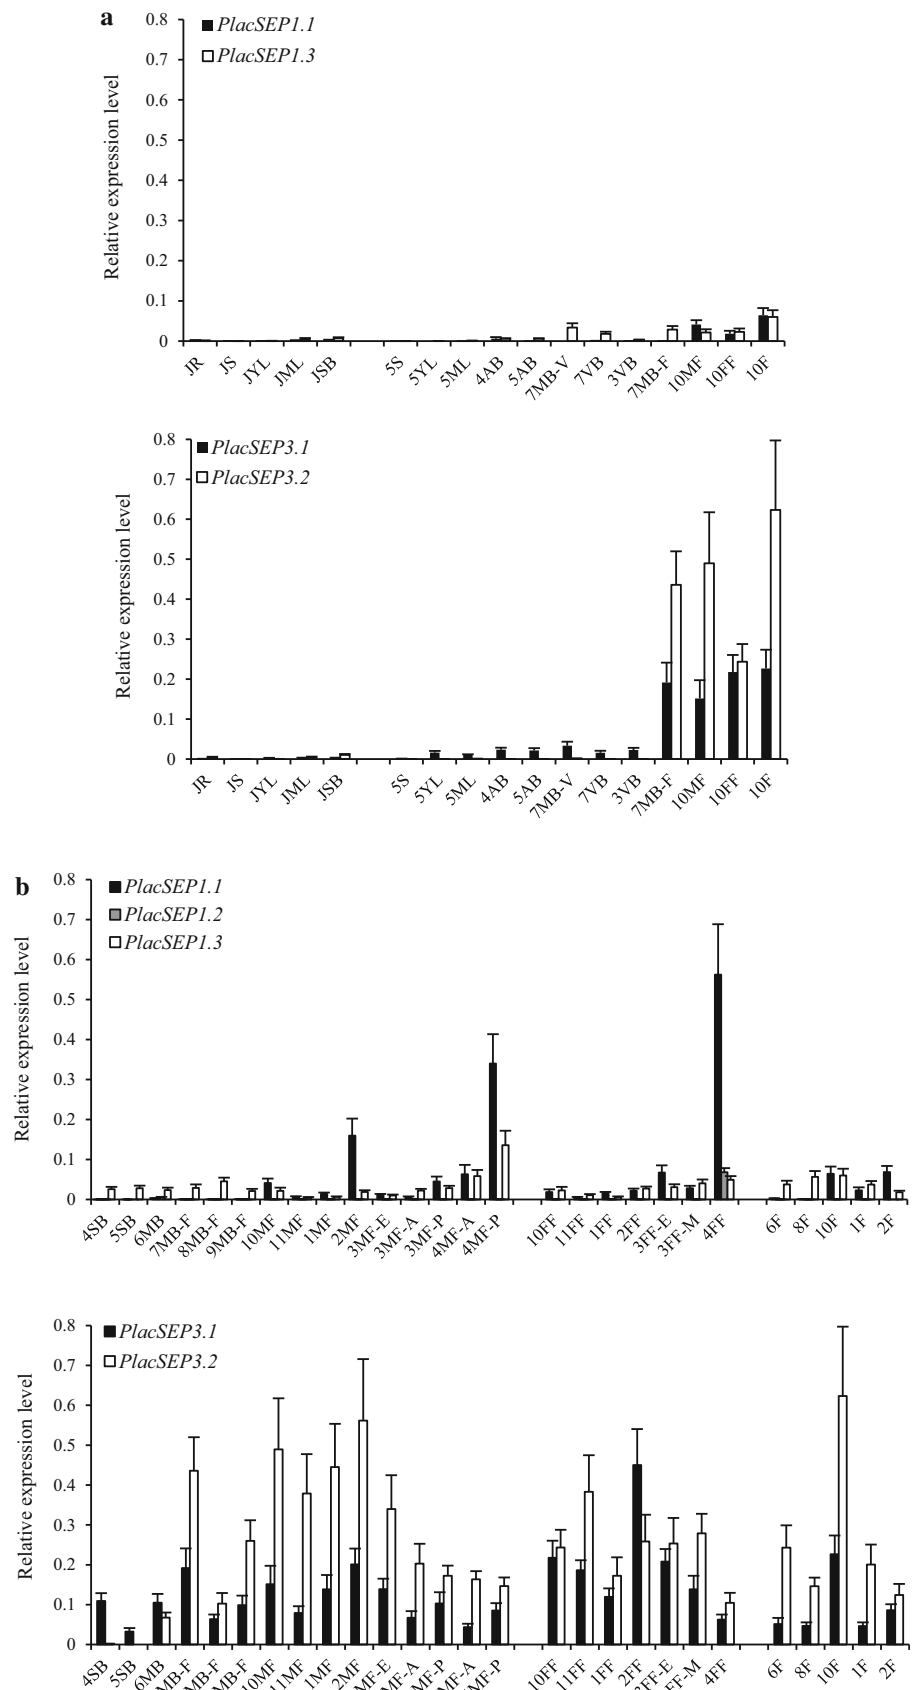 a
PlacSEP1.1
PlacSEP1.3
Relative expression level
0.8
0.7
0.6
0.5
0.4
0.3
0.2
0.1
0
JR JS JYL JML JSB 5S 5YL 5ML 4AB 5AB 7MB-V 7VB 3VB 7MB-F 10MF 10FF 10F
PlacSEP3.1
PlacSEP3.2
Relative expression level
0.8
0.7
0.6
0.5
0.4
0.3
0.2
0.1
0
JR JS JYL JML JSB 5S 5YL 5ML 4AB 5AB 7MB-V 7VB 3VB 7MB-F 10MF 10FF 10F
b
PlacSEP1.1
PlacSEP1.2
PlacSEP1.3
Relative expression level
0.8
0.7
0.6
0.5
0.4
0.3
0.2
0.1
0
4SB 5SB 6MB 7MB-F 8MB-F 9MB-F 10MF 11MF 1MF 2MF 3MF-E 3MF-A 3MF-P 4MF-A 4MF-P 10FF 11FF 1FF 2FF 3FF-E 3FF-M 4FF 6F 8F 10F 1F 2F
PlacSEP3.1
PlacSEP3.2
Relative expression level
0.8
0.7
0.6
0.5
0.4
0.3
0.2
0.1
0
4SB 5SB 6MB 10MF 11MF 1MF 2MF 10FF 11FF 1FF 2FF 4FF 6F 8F 10F 1F 2F